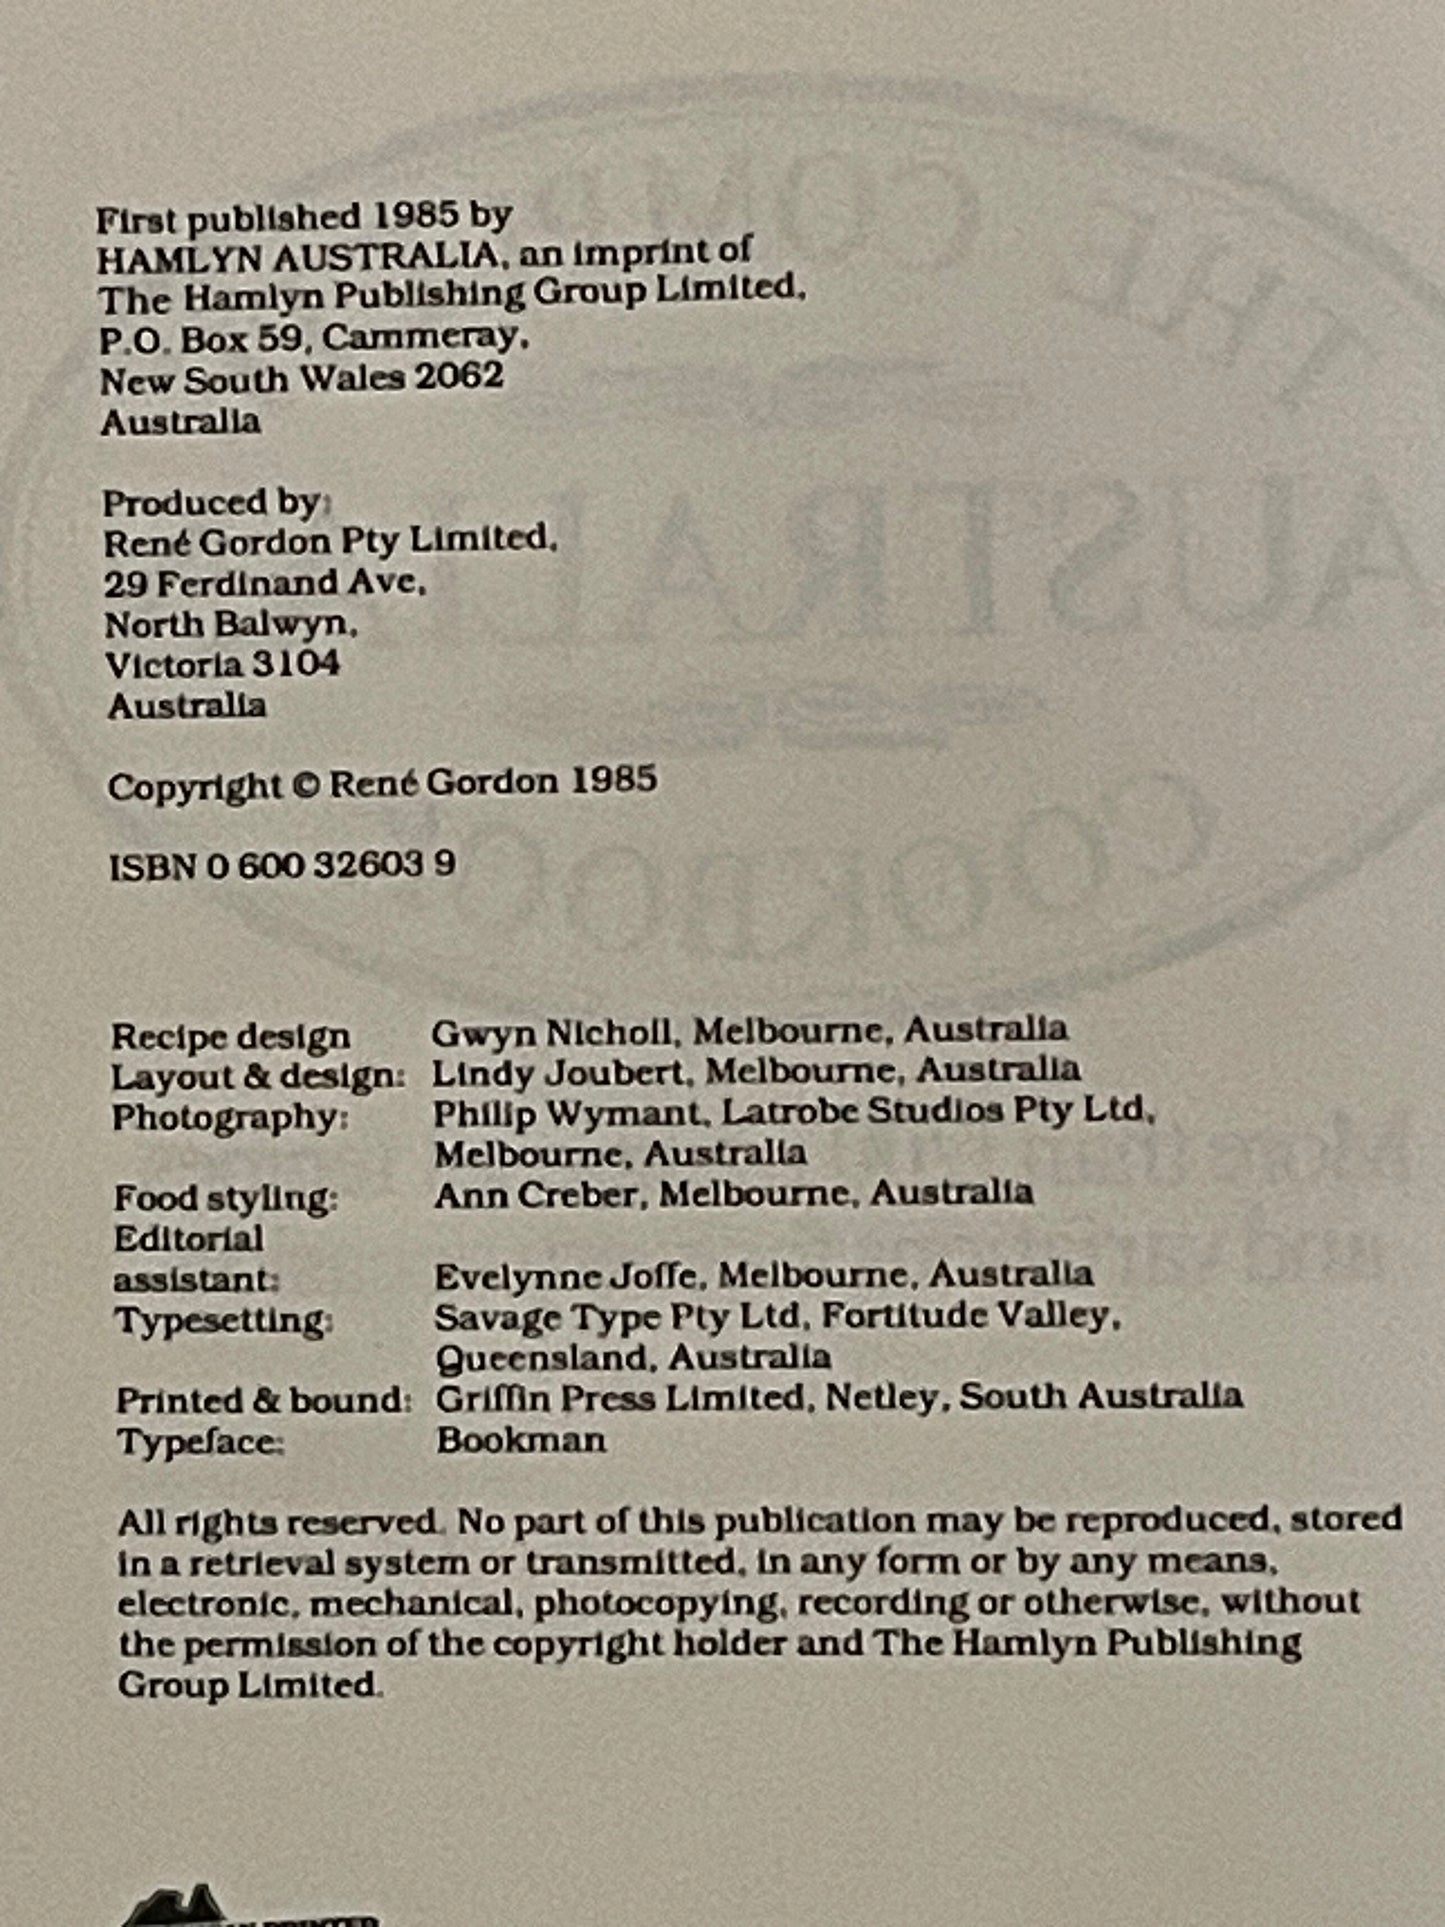 First published 1985 by
HAMLYN AUSTRALIA, an imprint of
The Hamlyn Publishing Group Limited,
P.O. Box 59, Cammeray,
New South Wales 2062
Australia
Produced by:
René Gordon Pty Limited,
29 Ferdinand Ave,
North Balwyn,
Victoria 3104
Australia
Copyright © René Gordon 1985
ISBN 0 600 32603 9
Recipe design Gwyn Nicholl, Melbourne, Australia
Layout & design: Lindy Joubert, Melbourne, Australia
Photography: Philip Wymant, Latrobe Studios Pty Ltd,
Melbourne, Australia
Food styling: Ann Creber, Melbourne, Australia
Editorial
assistant: Evelynne Joffe, Melbourne, Australia
Typesetting: Savage Type Pty Ltd, Fortitude Valley,
Queensland, Australia
Printed & bound: Griffin Press Limited, Netley, South Australia
Typeface: Bookman
All rights reserved. No part of this publication may be reproduced, stored
in a retrieval system or transmitted, in any form or by any means,
electronic, mechanical, photocopying, recording or otherwise, without
the permission of the copyright holder and The Hamlyn Publishing
Group Limited.